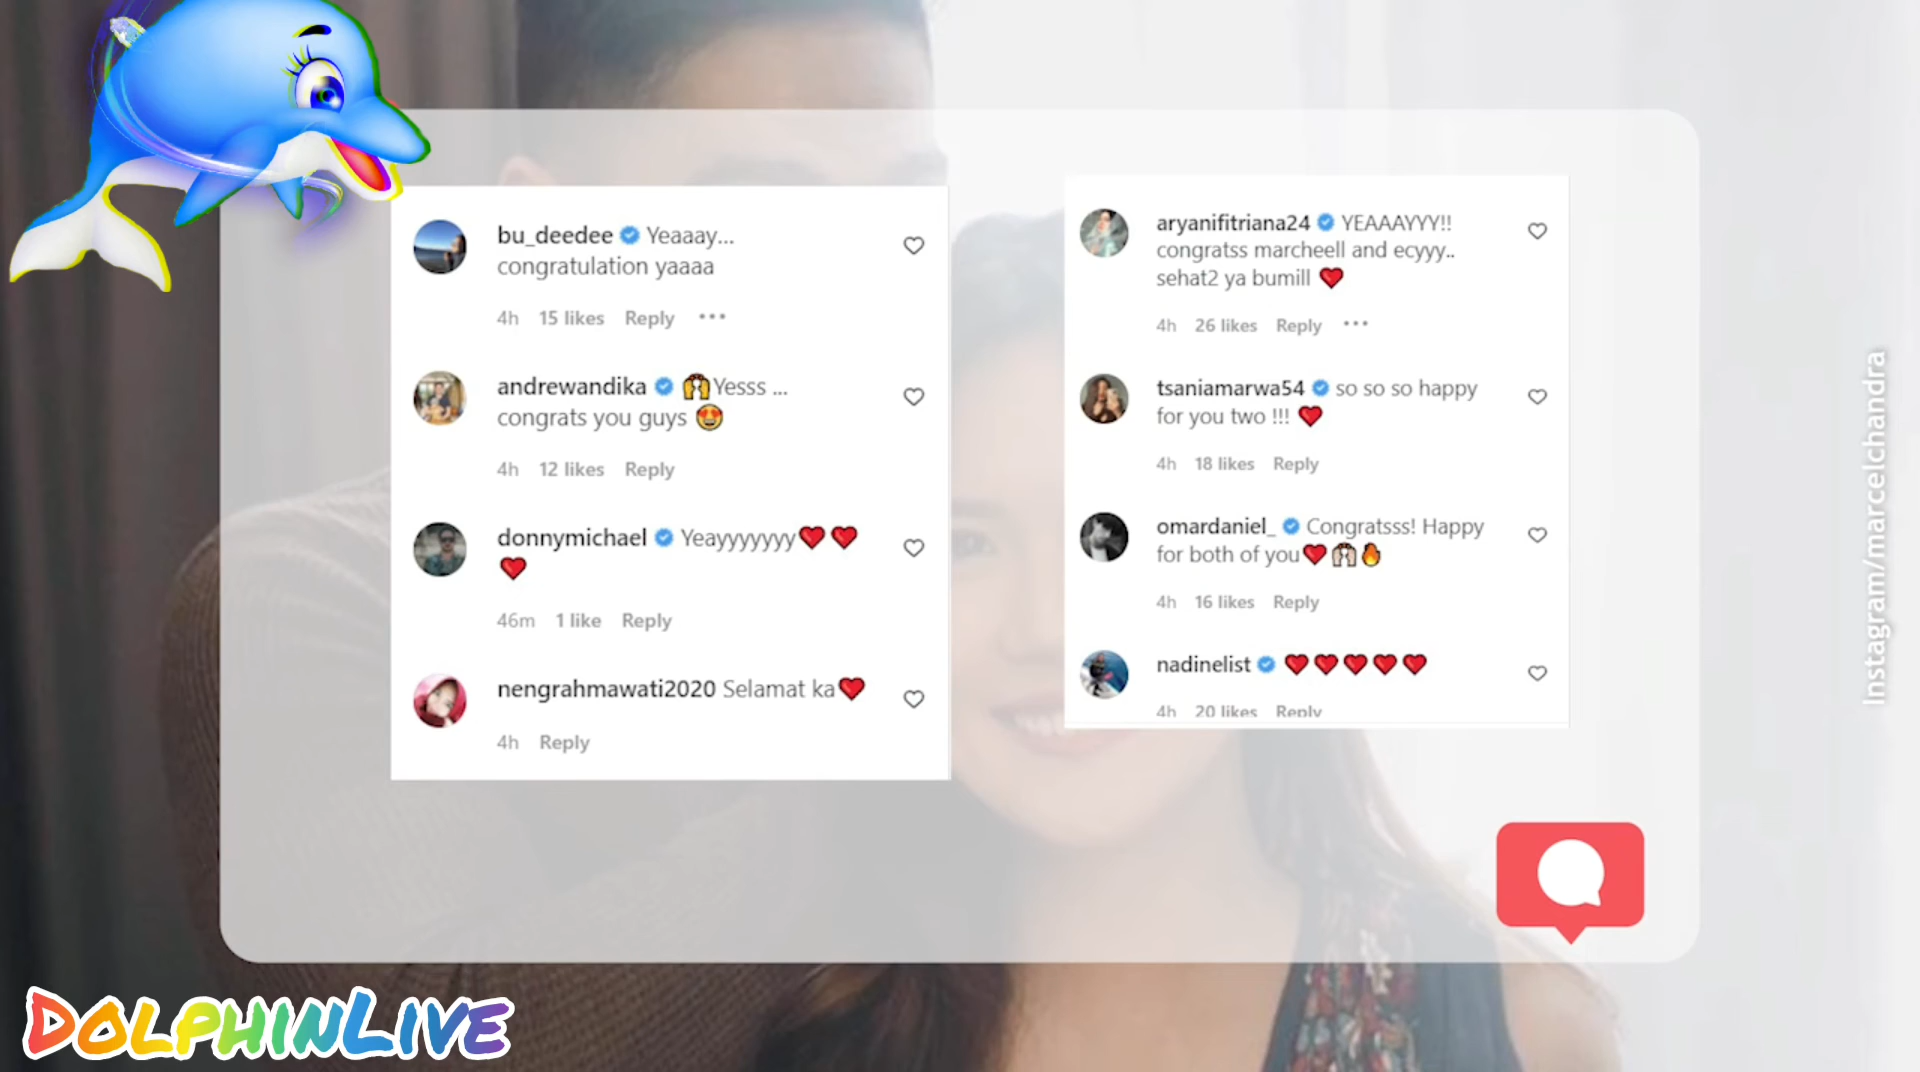 bu_deedee Yeaaay...
congratulation yaaaa
4h 15 likes Reply ...
andrewandika 🙌Yesss ...
congrats you guys 😍
4h 12 likes Reply
donnymichael Yeayyyyyyy❤️❤️
❤️
46m 1 like Reply
nengrahmawati2020 Selamat ka❤️
4h Reply
aryanifitriana24 YEAAAYYY!!
congratss marcheell and ecyyy..
sehat2 ya bumill ❤️
4h 26 likes Reply ...
tsaniamarwa54 so so so happy
for you two !!! ❤️
4h 18 likes Reply
omardaniel_ Congratsss! Happy
for both of you❤️🙌🏻🔥
4h 16 likes Reply
nadinelist ❤️❤️❤️❤️❤️
4h 20 likes Reply
Instagram/marcelchandra
DOLPHINLIVE